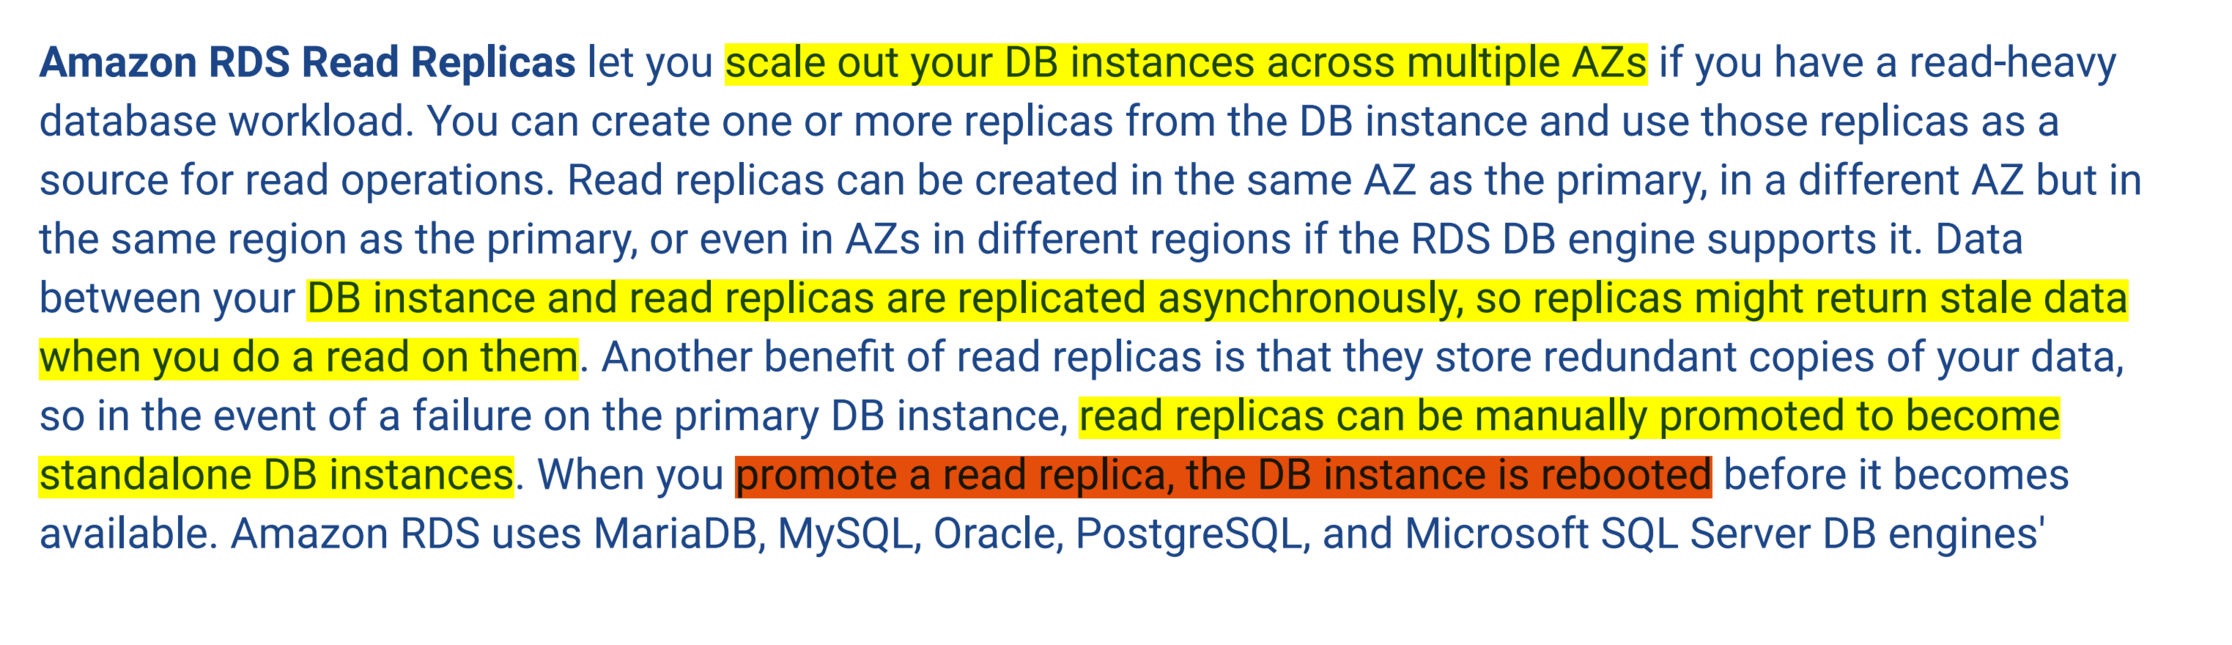 Amazon RDS Read Replicas let you scale out your DB instances across multiple AZs if you have a read-heavy
database workload. You can create one or more replicas from the DB instance and use those replicas as a
source for read operations. Read replicas can be created in the same AZ as the primary, in a different AZ but in
the same region as the primary, or even in AZs in different regions if the RDS DB engine supports it. Data
between your DB instance and read replicas are replicated asynchronously, so replicas might return stale data
when you do a read on them. Another benefit of read replicas is that they store redundant copies of your data,
so in the event of a failure on the primary DB instance, read replicas can be manually promoted to become
standalone DB instances. When you promote a read replica, the DB instance is rebooted before it becomes
available. Amazon RDS uses MariaDB, MySQL, Oracle, PostgreSQL, and Microsoft SQL Server DB engines'